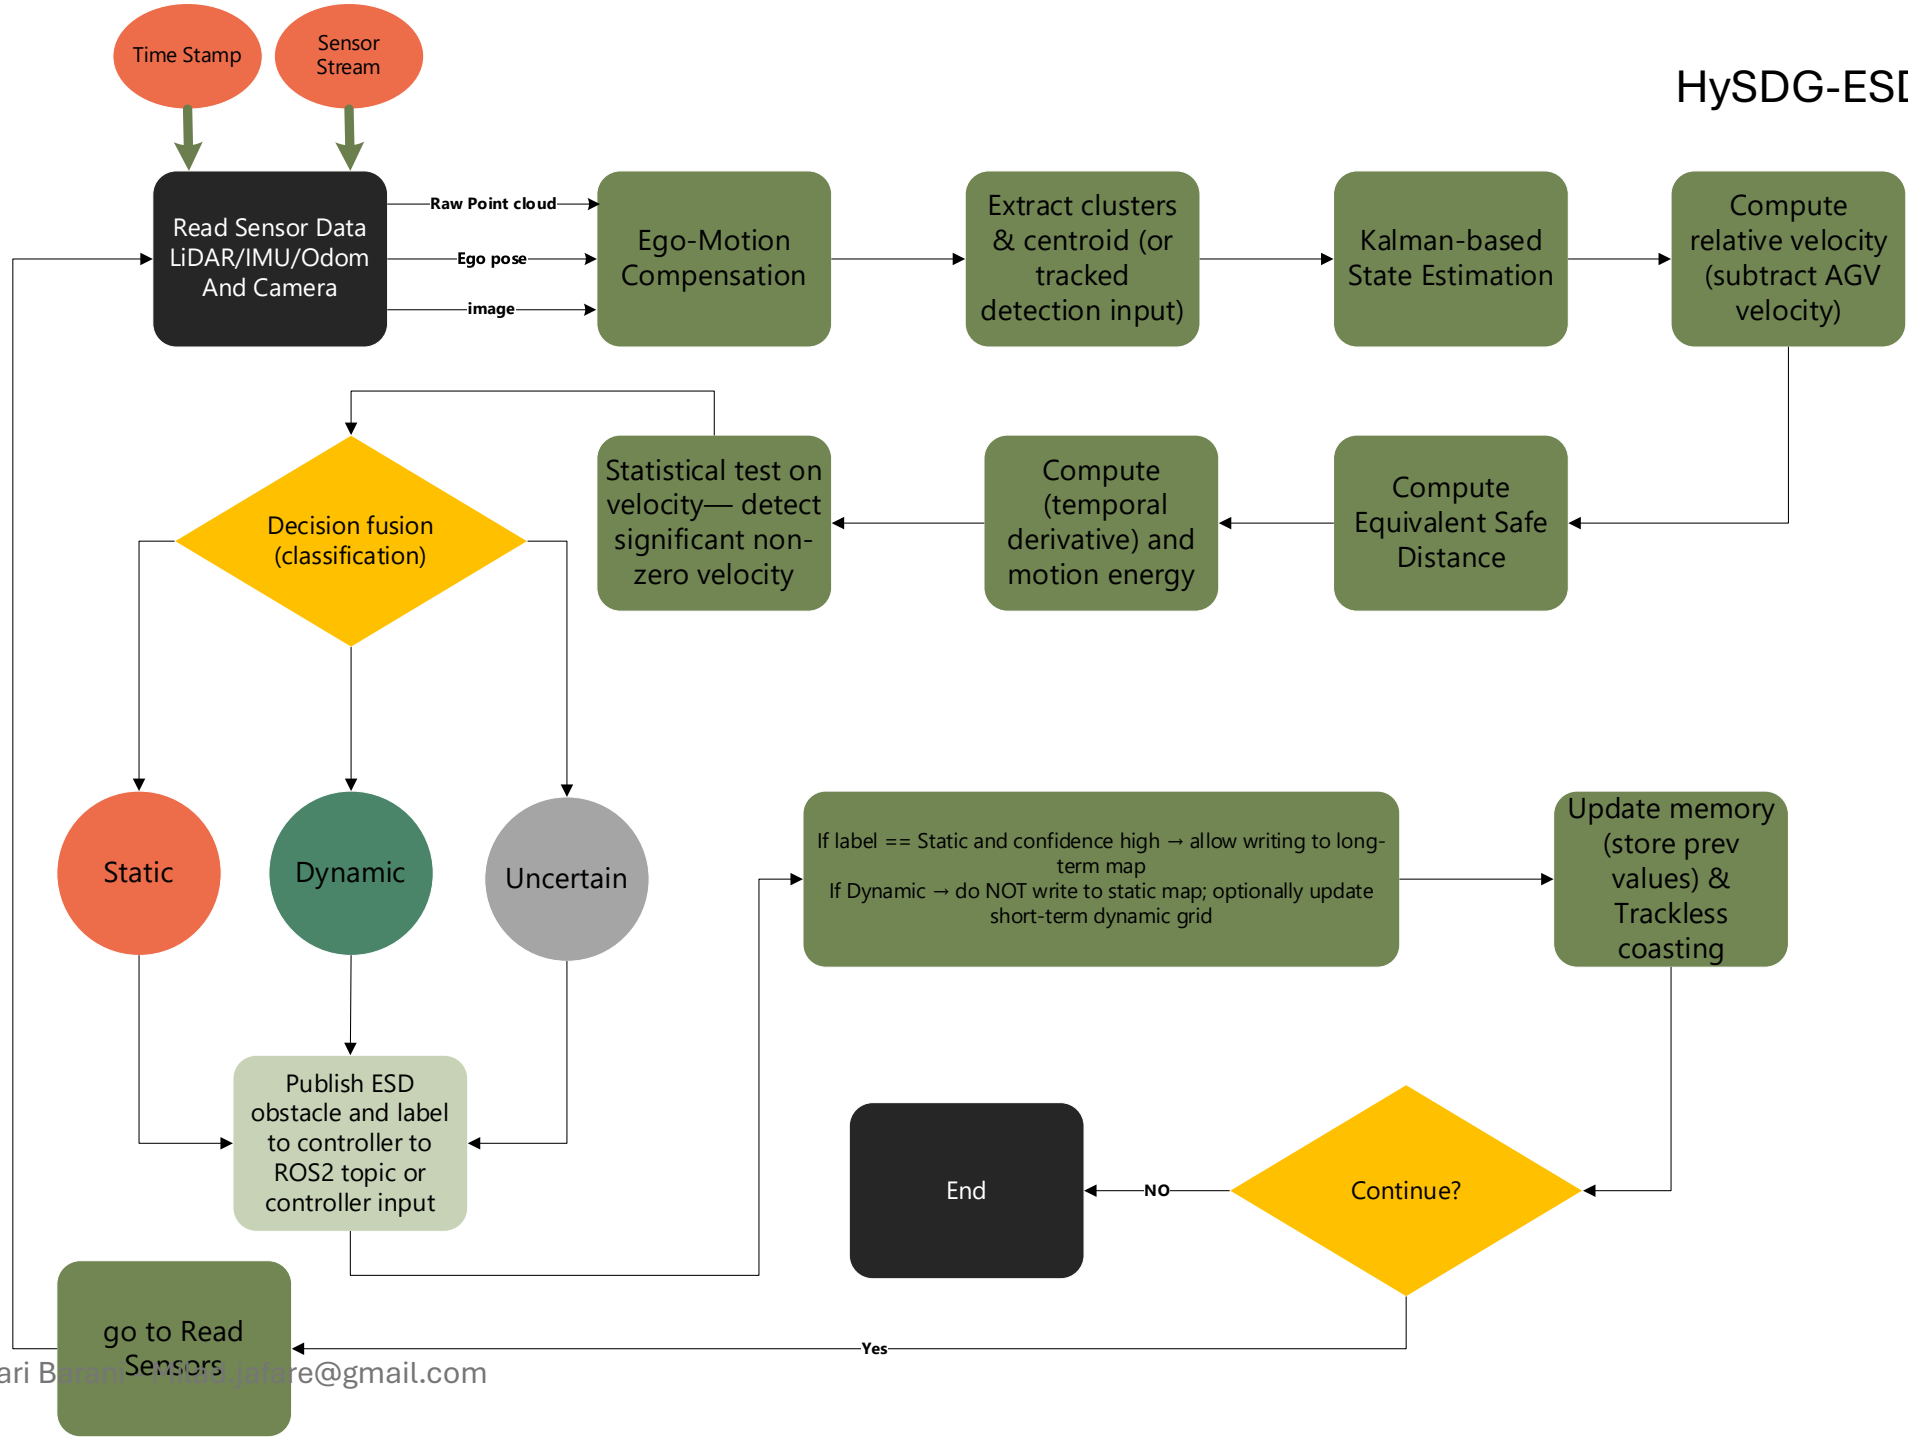 Time Stamp
Sensor
Stream
HySDG-ESD
Read Sensor Data
LiDAR/IMU/Odom
And Camera
Raw Point cloud
Ego pose
image
Ego-Motion
Compensation
Extract clusters
& centroid (or
tracked
detection input)
Kalman-based
State Estimation
Compute
relative velocity
(subtract AGV
velocity)
Decision fusion
(classification)
Statistical test on
velocity— detect
significant non-
zero velocity
Compute
(temporal
derivative) and
motion energy
Compute
Equivalent Safe
Distance
Static
Dynamic
Uncertain
If label == Static and confidence high → allow writing to long-
term map
If Dynamic → do NOT write to static map; optionally update
short-term dynamic grid
Update memory
(store prev
values) &
Trackless
coasting
Publish ESD
obstacle and label
to controller to
ROS2 topic or
controller input
End
NO
Continue?
Yes
go to Read
Sensors